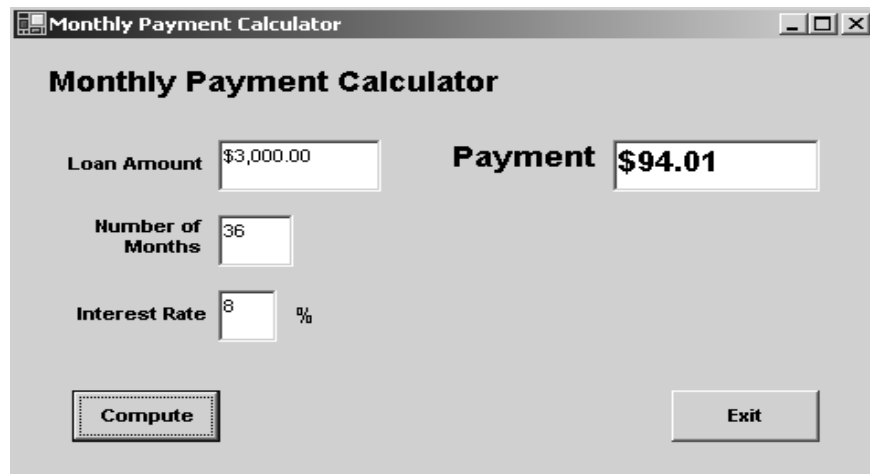 Monthly Payment Calculator
Monthly Payment Calculator
Loan Amount $3,000.00
Payment $94.01
Number of
Months
36
Interest Rate 8 %
Compute
Exit